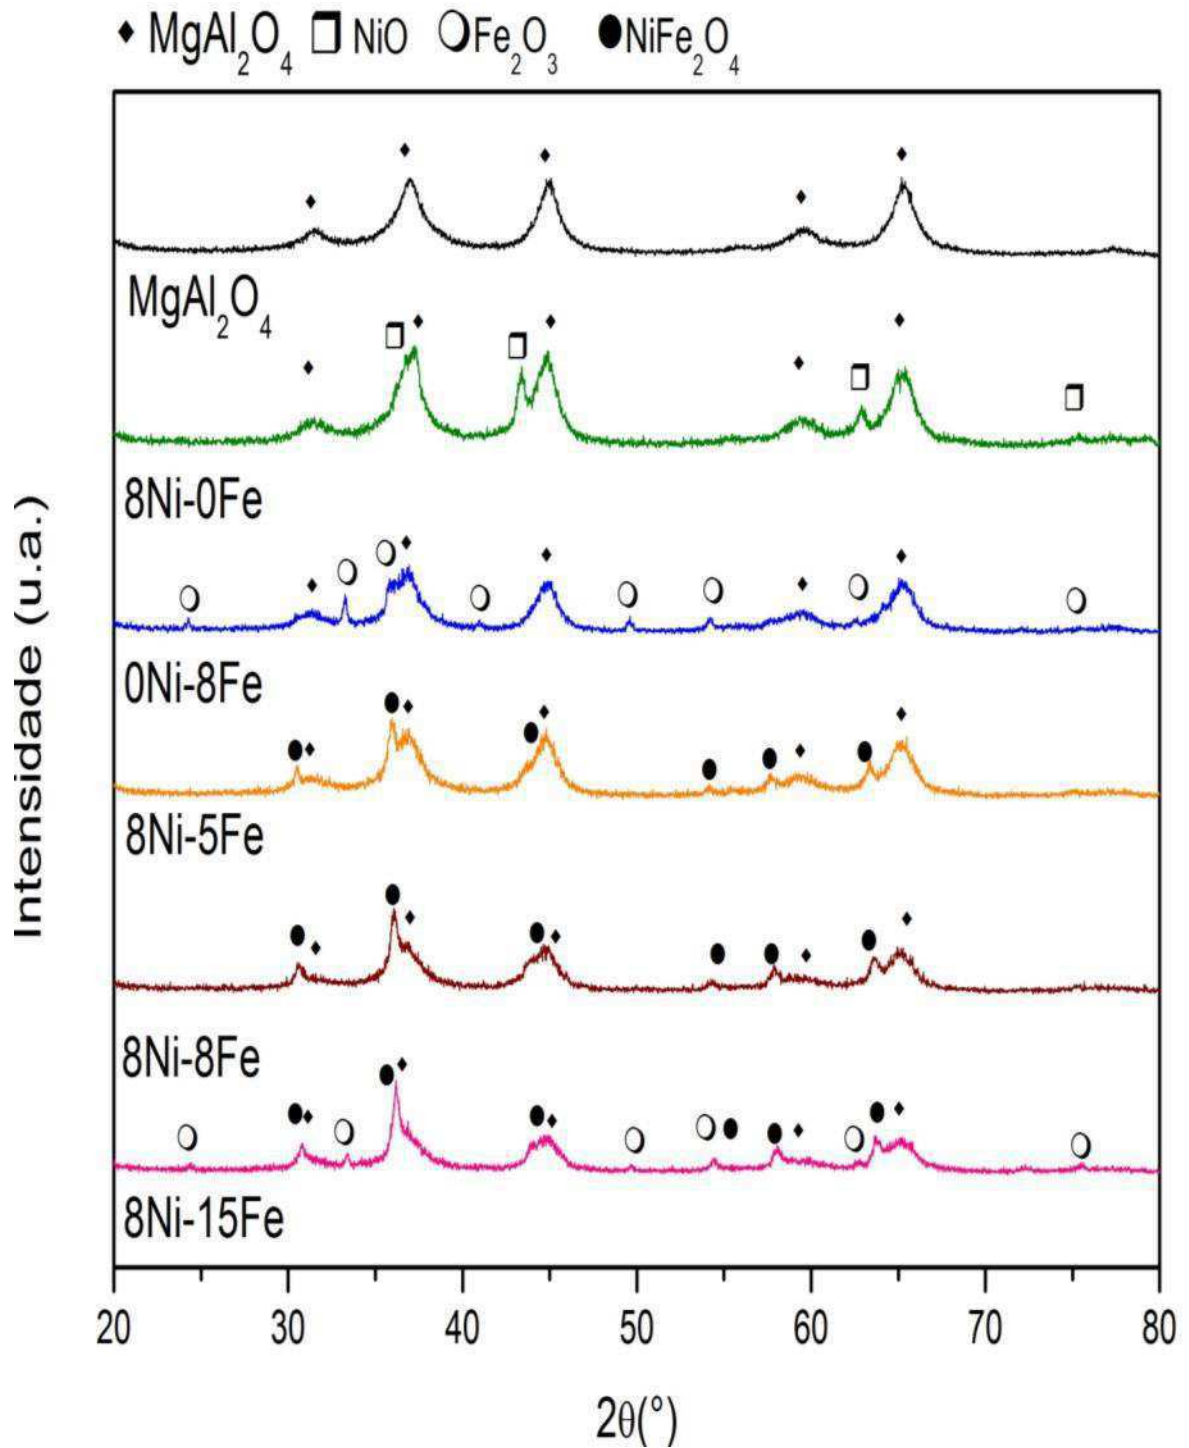 MgAl₂O₄ NiO Fe₂O₃ NiFe₂O₄
MgAl₂O₄
8Ni-0Fe
0Ni-8Fe
8Ni-5Fe
8Ni-8Fe
8Ni-15Fe
Intensidade (u.a.)
20 30 40 50 60 70 80
2θ(°)